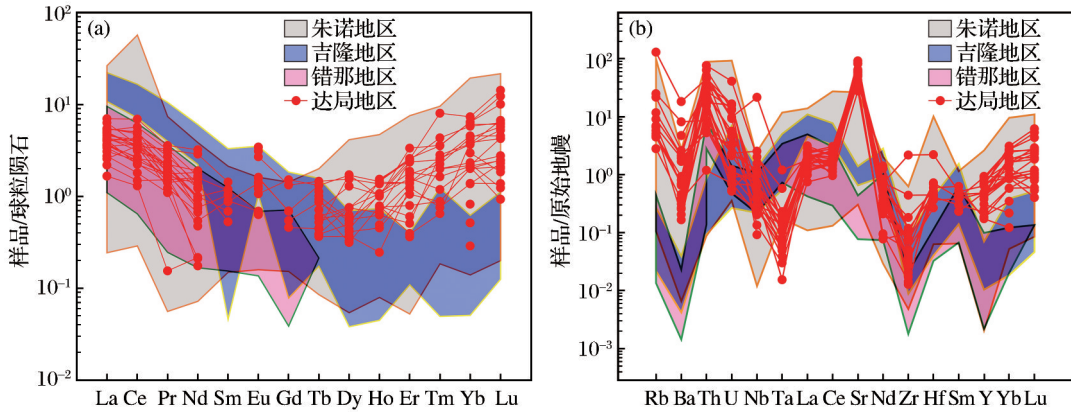 (a)
朱诺地区
吉隆地区
错那地区
达局地区
样品/球粒陨石
10²
10¹
10⁰
10⁻¹
10⁻²
La Ce Pr Nd Sm Eu Gd Tb Dy Ho Er Tm Yb Lu
(b)
朱诺地区
吉隆地区
错那地区
达局地区
样品/原始地幔
10²
10¹
10⁰
10⁻¹
10⁻²
10⁻³
Rb Ba Th U Nb Ta La Ce Sr Nd Zr Hf Sm Y Yb Lu